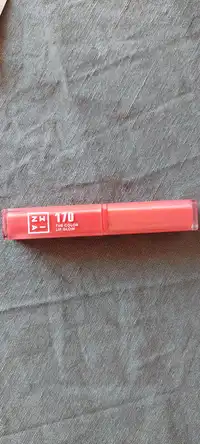 3INA
170
THE COLOR
LIP GLOW